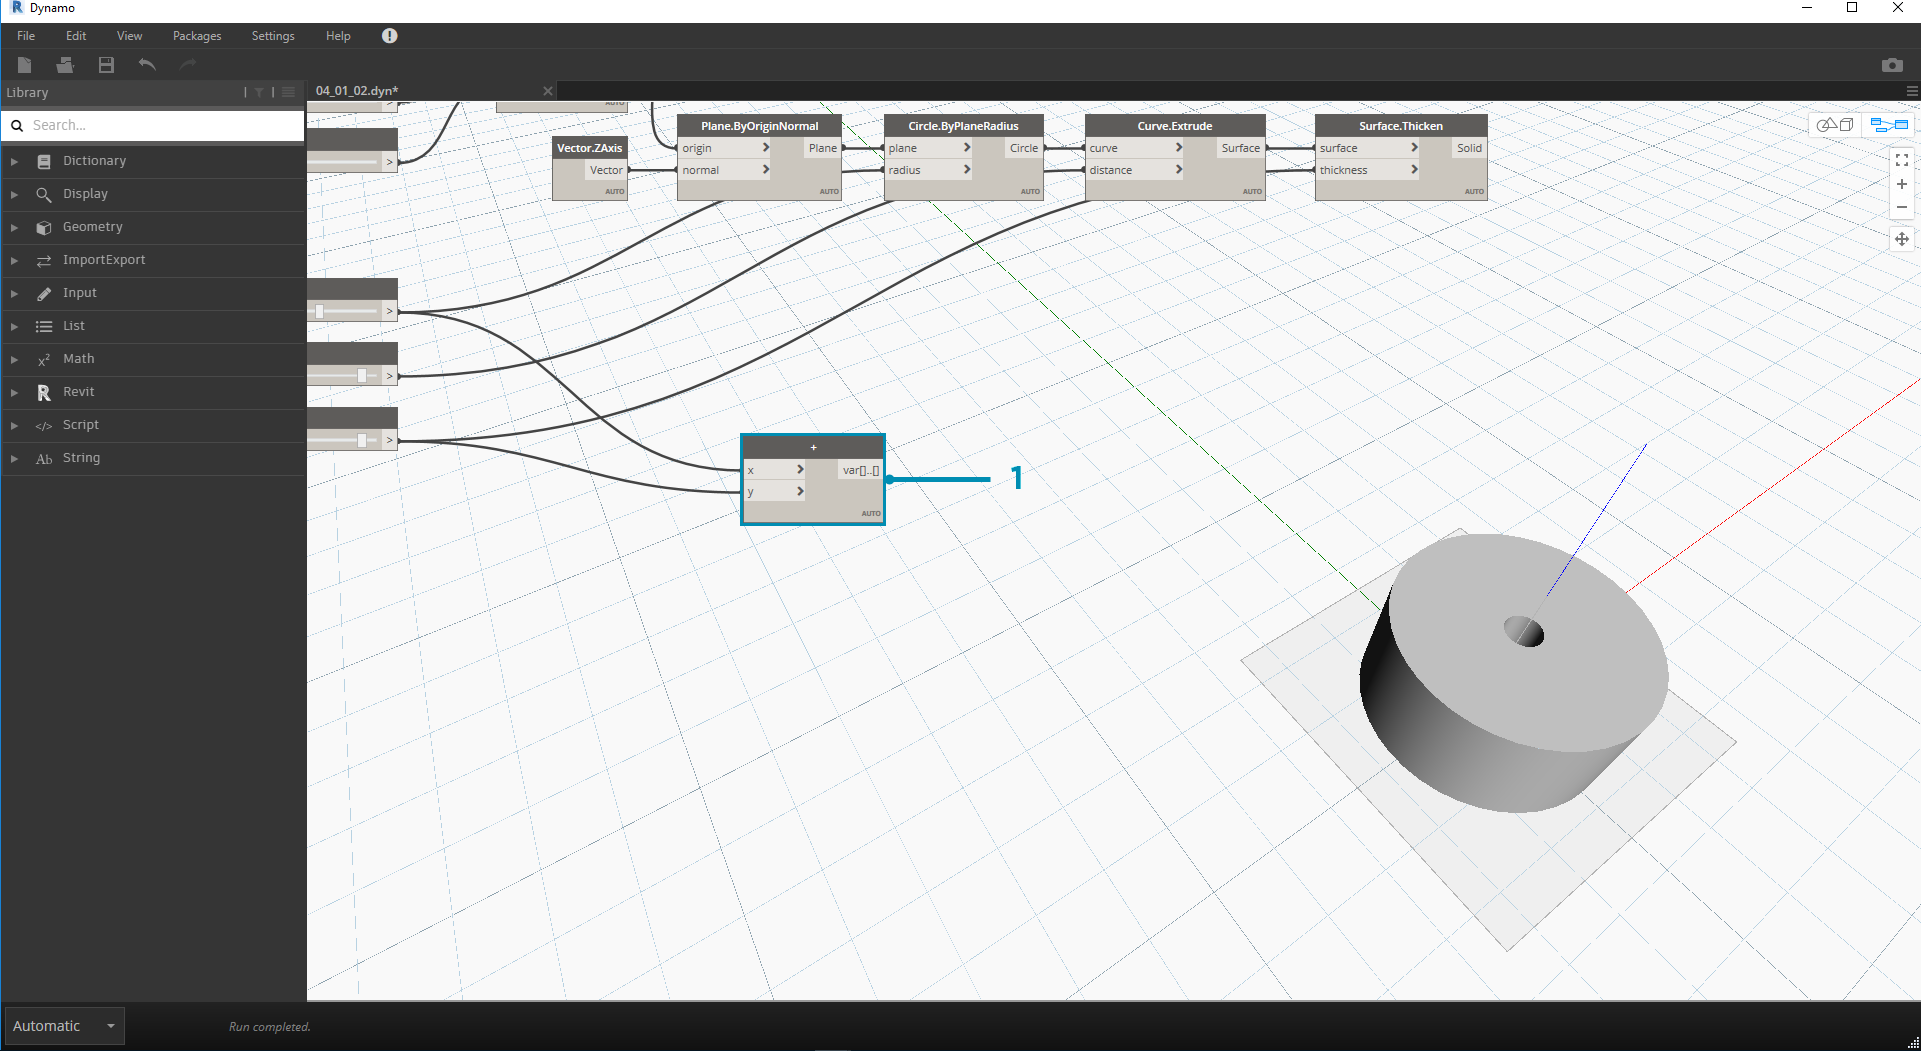 Dynamo
File Edit View Packages Settings Help
Library
04_01_02.dyn*
Search...
Dictionary
Display
Geometry
ImportExport
Input
List
Math
Revit
Script
Ab String
AUTO
>
>
>
>
Vector.ZAxis
Vector
AUTO
Plane.ByOriginNormal
origin > Plane
normal >
AUTO
Circle.ByPlaneRadius
plane > Circle
radius >
AUTO
Curve.Extrude
curve > Surface
distance >
AUTO
Surface.Thicken
surface > Solid
thickness >
AUTO
+
x > var[]..[]
y >
AUTO
1
Automatic
Run completed.